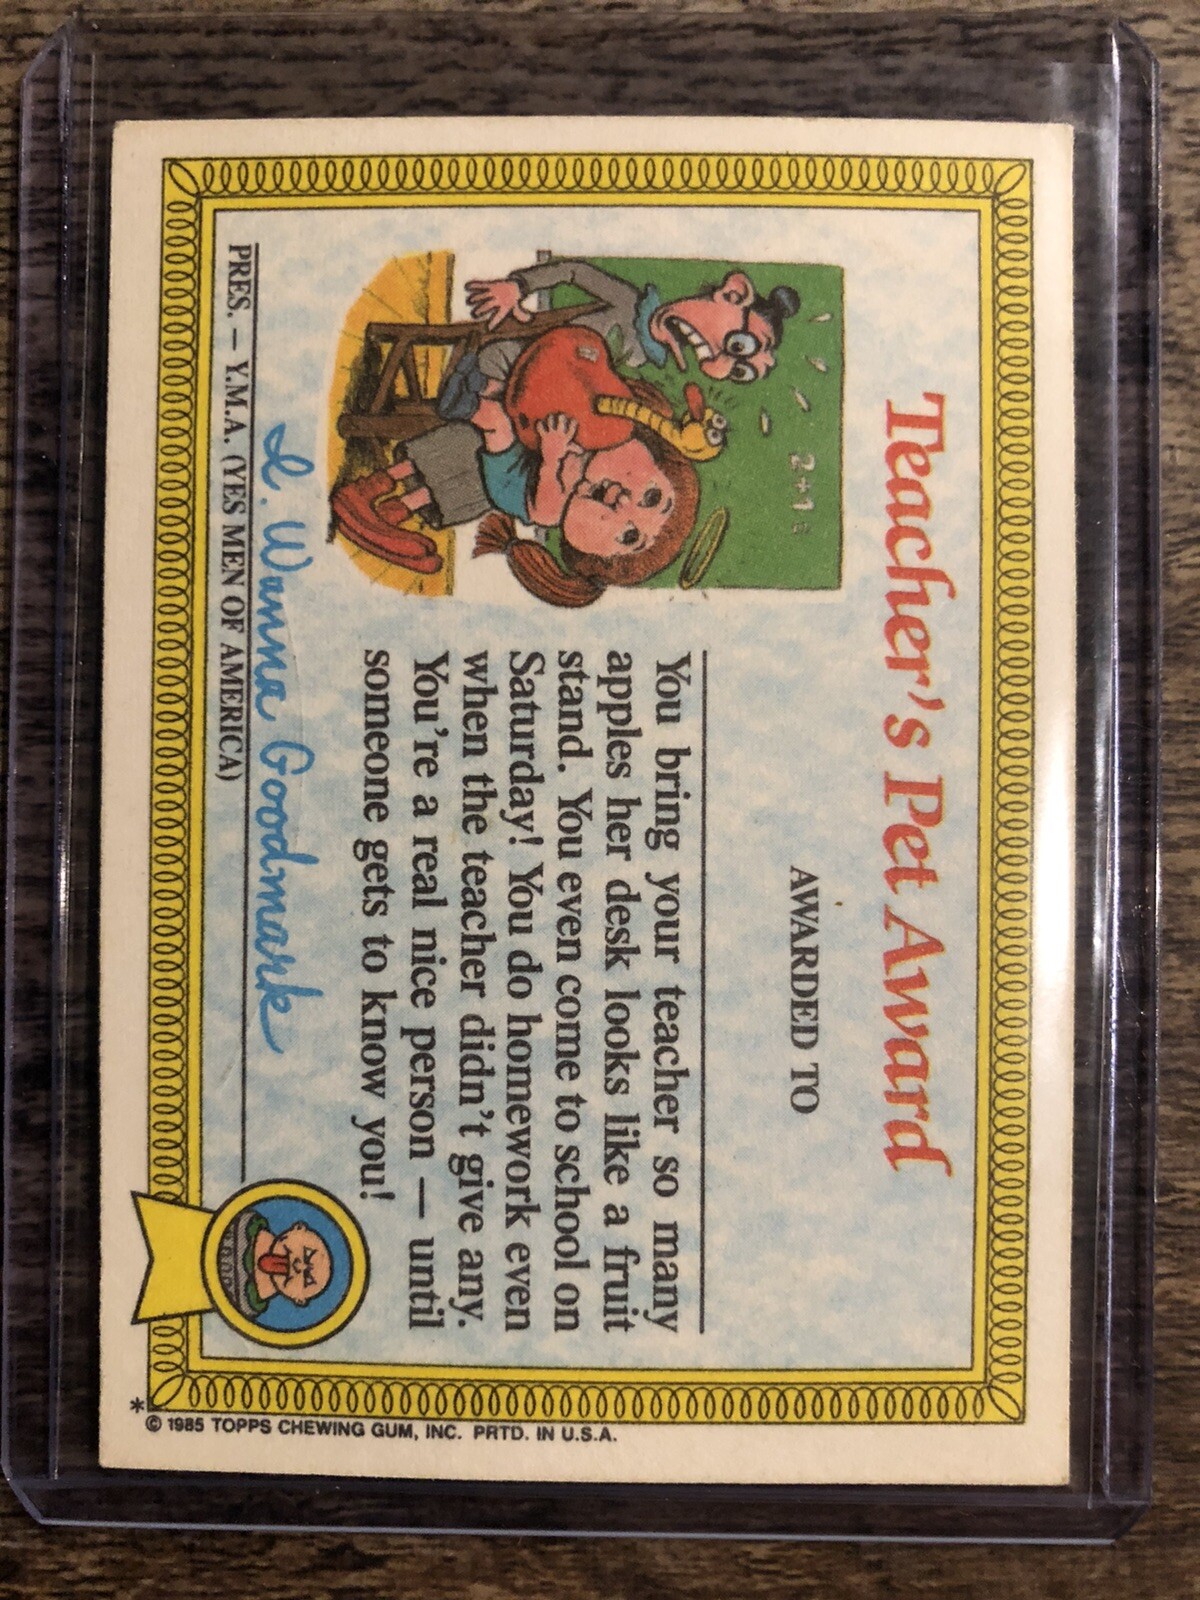 Teacher's Pet Award
AWARDED TO
2+1
You bring your teacher so many
apples her desk looks like a fruit
stand. You even come to school on
Saturday! You do homework even
when the teacher didn't give any.
You're a real nice person — until
someone gets to know you!
I. Wanna Goodmark
PRES. — Y.M.A. (YES MEN OF AMERICA)
*© 1985 TOPPS CHEWING GUM, INC. PRTD. IN U.S.A.